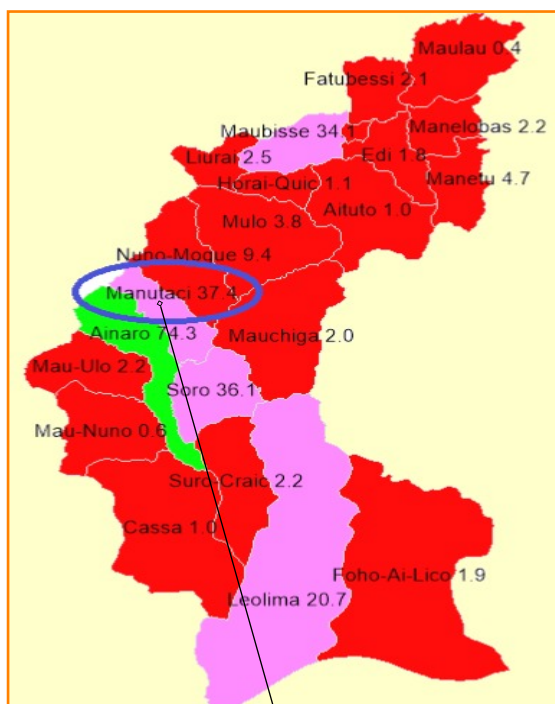 Maulau 0.4
Fatubessi 2.1
Maubisse 34.1
Manelobas 2.2
Liurai 2.5
Edi 1.8
Horai-Quic 1.1
Manetu 4.7
Mulo 3.8
Aituto 1.0
Nuno-Moque 9.4
Manutaci 37.4
Ainaro 74.3
Mauchiga 2.0
Mau-Ulo 2.2
Soro 36.1
Mau-Nuno 0.6
Suro-Craic 2.2
Cassa 1.0
Foho-Ai-Lico 1.9
Leolima 20.7